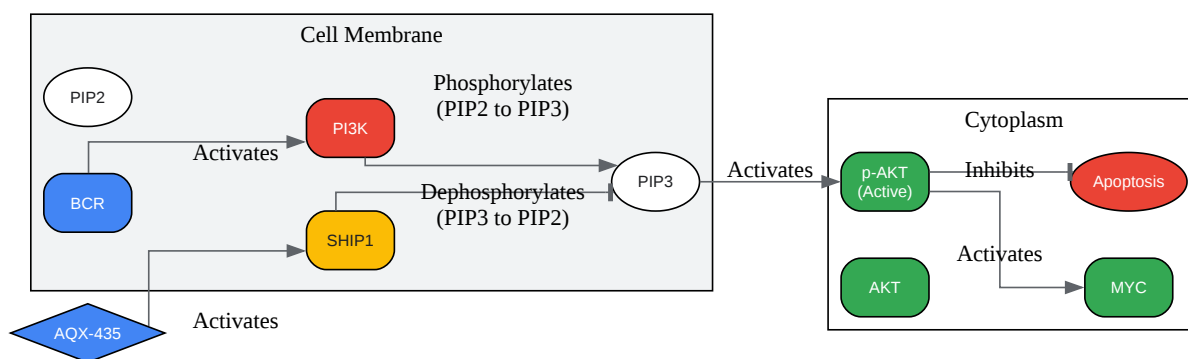 Cell Membrane
PIP2
Phosphorylates
(PIP2 to PIP3)
PI3K
Activates
BCR
Dephosphorylates
(PIP3 to PIP2)
PIP3
SHIP1
AQX-435
Activates
Activates
Cytoplasm
p-AKT
(Active)
Inhibits
Apoptosis
Activates
AKT
MYC